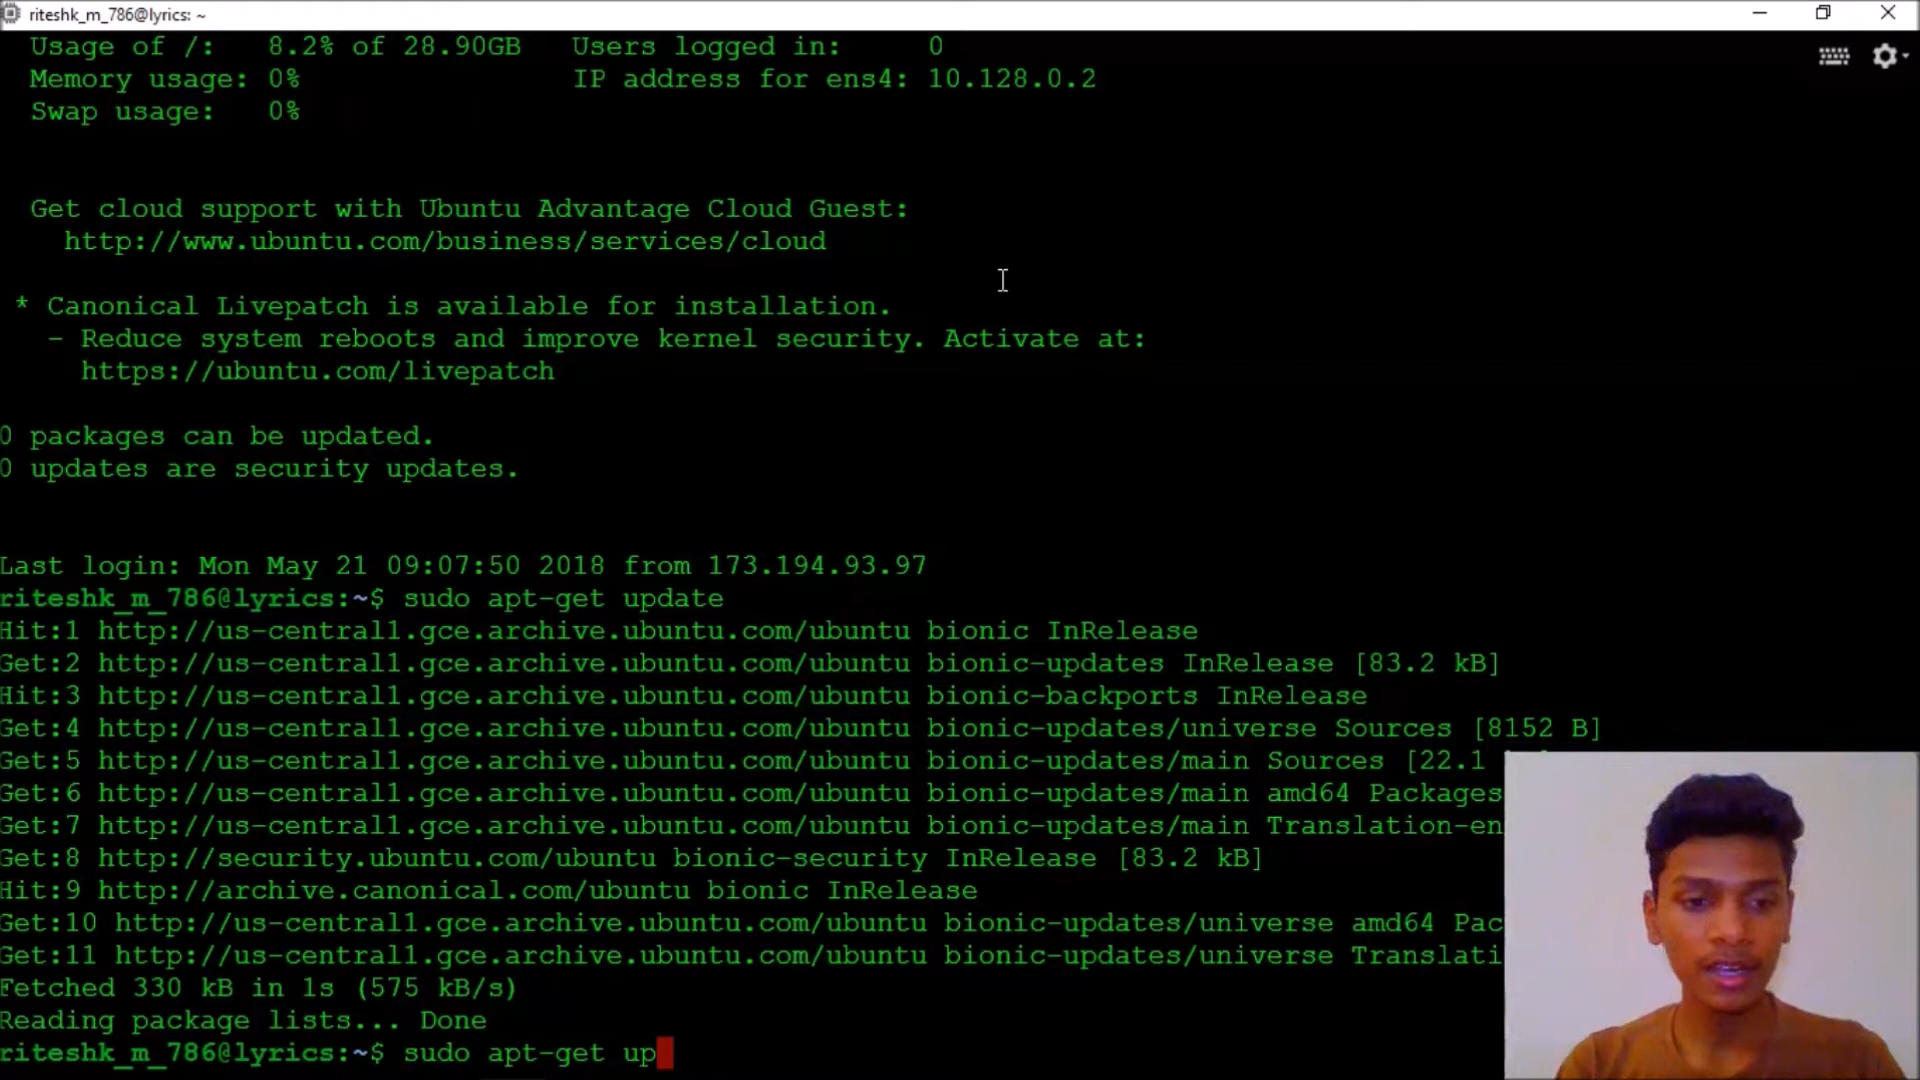 riteshk_m_786@lyrics: ~
Usage of /: 8.2% of 28.90GB Users logged in: 0
Memory usage: 0% IP address for ens4: 10.128.0.2
Swap usage: 0%
Get cloud support with Ubuntu Advantage Cloud Guest:
http://www.ubuntu.com/business/services/cloud
* Canonical Livepatch is available for installation.
- Reduce system reboots and improve kernel security. Activate at:
https://ubuntu.com/livepatch
0 packages can be updated.
0 updates are security updates.
Last login: Mon May 21 09:07:50 2018 from 173.194.93.97
riteshk_m_786@lyrics:~$ sudo apt-get update
Hit:1 http://us-central1.gce.archive.ubuntu.com/ubuntu bionic InRelease
Get:2 http://us-central1.gce.archive.ubuntu.com/ubuntu bionic-updates InRelease [83.2 kB]
Hit:3 http://us-central1.gce.archive.ubuntu.com/ubuntu bionic-backports InRelease
Get:4 http://us-central1.gce.archive.ubuntu.com/ubuntu bionic-updates/universe Sources [8152 B]
Get:5 http://us-central1.gce.archive.ubuntu.com/ubuntu bionic-updates/main Sources [22.1
Get:6 http://us-central1.gce.archive.ubuntu.com/ubuntu bionic-updates/main amd64 Packages
Get:7 http://us-central1.gce.archive.ubuntu.com/ubuntu bionic-updates/main Translation-en
Get:8 http://security.ubuntu.com/ubuntu bionic-security InRelease [83.2 kB]
Hit:9 http://archive.canonical.com/ubuntu bionic InRelease
Get:10 http://us-central1.gce.archive.ubuntu.com/ubuntu bionic-updates/universe amd64 Pac
Get:11 http://us-central1.gce.archive.ubuntu.com/ubuntu bionic-updates/universe Translati
Fetched 330 kB in 1s (575 kB/s)
Reading package lists... Done
riteshk_m_786@lyrics:~$ sudo apt-get up